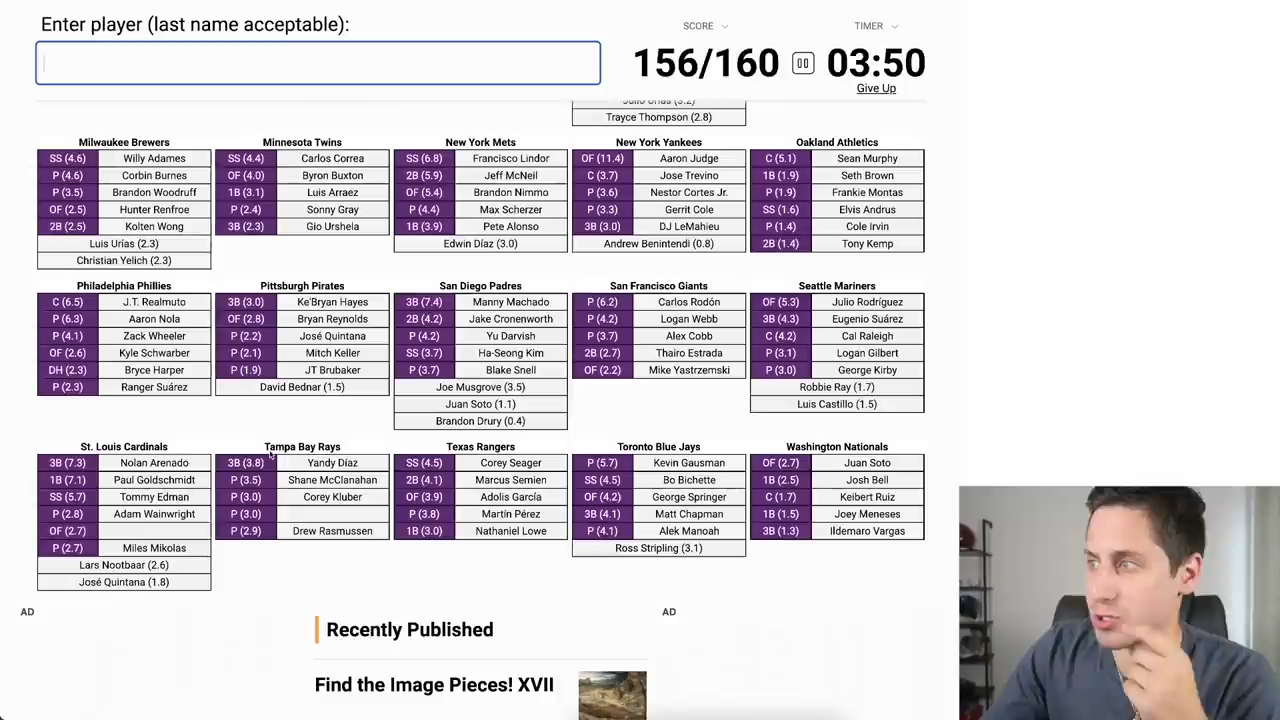 Enter player (last name acceptable):
SCORE
TIMER
156/160
03:50
Give Up
Julio Urías (3.2)
Trayce Thompson (2.8)
Milwaukee Brewers
SS (4.6) Willy Adames
P (4.6) Corbin Burnes
P (3.5) Brandon Woodruff
OF (2.5) Hunter Renfroe
2B (2.5) Kolten Wong
Luis Urías (2.3)
Christian Yelich (2.3)
Minnesota Twins
SS (4.4) Carlos Correa
OF (4.0) Byron Buxton
1B (3.1) Luis Arraez
P (2.4) Sonny Gray
3B (2.3) Gio Urshela
New York Mets
SS (6.8) Francisco Lindor
2B (5.9) Jeff McNeil
OF (5.4) Brandon Nimmo
P (4.4) Max Scherzer
1B (3.9) Pete Alonso
Edwin Díaz (3.0)
New York Yankees
OF (11.4) Aaron Judge
C (3.7) Jose Trevino
P (3.6) Nestor Cortes Jr.
P (3.3) Gerrit Cole
3B (3.0) DJ LeMahieu
Andrew Benintendi (0.8)
Oakland Athletics
C (5.1) Sean Murphy
1B (1.9) Seth Brown
P (1.9) Frankie Montas
SS (1.6) Elvis Andrus
P (1.4) Cole Irvin
2B (1.4) Tony Kemp
Philadelphia Phillies
C (6.5) J.T. Realmuto
P (6.3) Aaron Nola
P (4.1) Zack Wheeler
OF (2.6) Kyle Schwarber
DH (2.3) Bryce Harper
P (2.3) Ranger Suárez
Pittsburgh Pirates
3B (3.0) Ke'Bryan Hayes
OF (2.8) Bryan Reynolds
P (2.2) José Quintana
P (2.1) Mitch Keller
P (1.9) JT Brubaker
David Bednar (1.5)
San Diego Padres
3B (7.4) Manny Machado
2B (4.2) Jake Cronenworth
P (4.2) Yu Darvish
SS (3.7) Ha-Seong Kim
P (3.7) Blake Snell
Joe Musgrove (3.5)
Juan Soto (1.1)
Brandon Drury (0.4)
San Francisco Giants
P (6.2) Carlos Rodón
P (4.2) Logan Webb
P (3.7) Alex Cobb
2B (2.7) Thairo Estrada
OF (2.2) Mike Yastrzemski
Seattle Mariners
OF (5.3) Julio Rodríguez
3B (4.3) Eugenio Suárez
C (4.2) Cal Raleigh
P (3.1) Logan Gilbert
P (3.0) George Kirby
Robbie Ray (1.7)
Luis Castillo (1.5)
St. Louis Cardinals
3B (7.3) Nolan Arenado
1B (7.1) Paul Goldschmidt
SS (5.7) Tommy Edman
P (2.8) Adam Wainwright
OF (2.7)
P (2.7) Miles Mikolas
Lars Nootbaar (2.6)
José Quintana (1.8)
Tampa Bay Rays
3B (3.8) Yandy Díaz
P (3.5) Shane McClanahan
P (3.0) Corey Kluber
P (3.0)
P (2.9) Drew Rasmussen
Texas Rangers
SS (4.5) Corey Seager
2B (4.1) Marcus Semien
OF (3.9) Adolis García
P (3.8) Martín Pérez
1B (3.0) Nathaniel Lowe
Toronto Blue Jays
P (5.7) Kevin Gausman
SS (4.5) Bo Bichette
OF (4.2) George Springer
3B (4.1) Matt Chapman
P (4.1) Alek Manoah
Ross Stripling (3.1)
Washington Nationals
OF (2.7) Juan Soto
1B (2.5) Josh Bell
C (1.7) Keibert Ruiz
1B (1.5) Joey Meneses
3B (1.3) Ildemaro Vargas
AD
AD
Recently Published
Find the Image Pieces! XVII